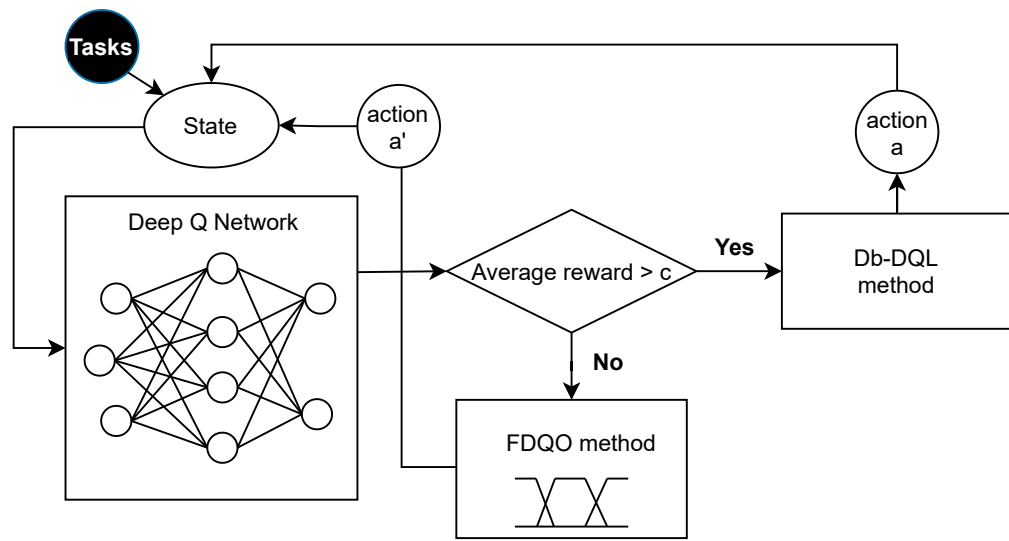 Tasks
State
action
a'
action
a
Deep Q Network
Average reward > c
Yes
Db-DQL
method
No
FDQO method